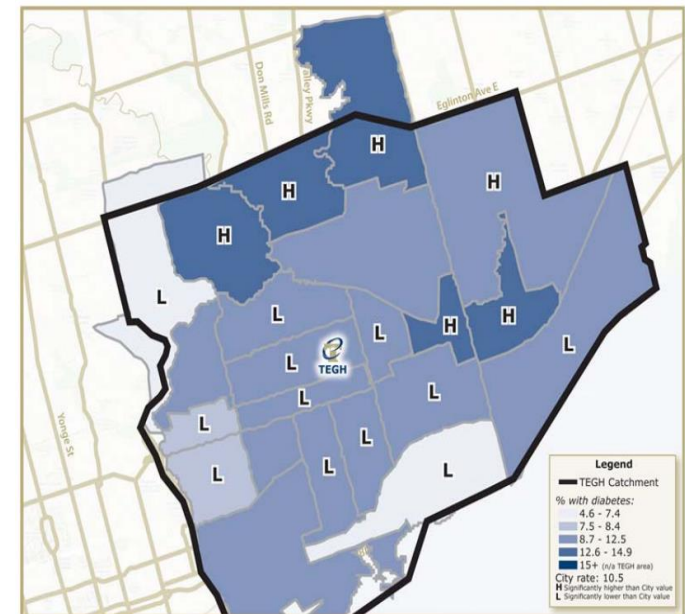 Don Mills Rd
alley Pkwy
Eglinton Ave E
H
H
H
H
L
L
L
H
H
L
L
TEGH
L
L
L
L
L
L
L
Yonge St
Legend
TEGH Catchment
% with diabetes:
4.6 - 7.4
7.5 - 8.4
8.7 - 12.5
12.6 - 14.9
15+ (n/a TEGH area)
City rate: 10.5
H Significantly higher than City value
L Significantly lower than City value